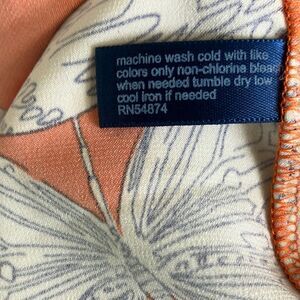 machine wash cold with like
colors only non-chlorine bleac
when needed tumble dry low
cool iron if needed
RN54874